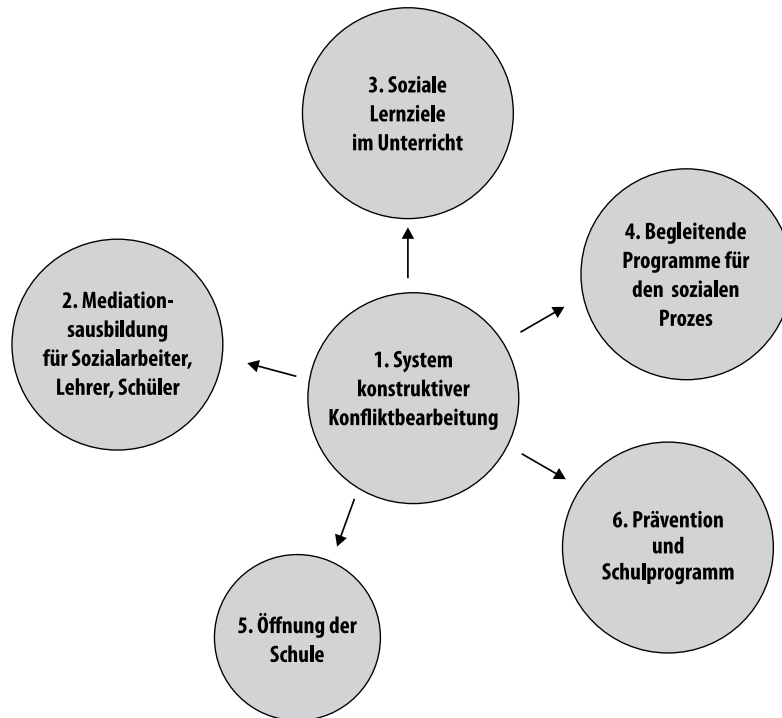 3. Soziale
Lernziele
im Unterricht
4. Begleitende
Programme für
den sozialen
Prozes
2. Mediation-
sausbildung
für Sozialarbeiter,
Lehrer, Schüler
1. System
konstruktiver
Konfliktbearbeitung
6. Prävention
und
Schulprogramm
5. Öffnung der
Schule